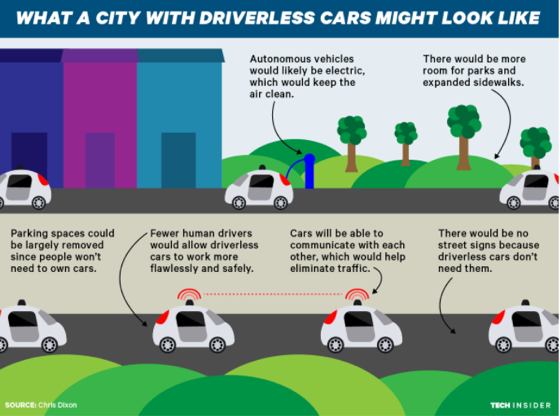 WHAT A CITY WITH DRIVERLESS CARS MIGHT LOOK LIKE
Autonomous vehicles
would likely be electric,
which would keep the
air clean.
There would be more
room for parks and
expanded sidewalks.
Parking spaces could
be largely removed
since people won't
need to own cars.
Fewer human drivers
would allow driverless
cars to work more
flawlessly and safely.
Cars will be able to
communicate with each
other, which would help
eliminate traffic.
There would be no
street signs because
driverless cars don't
need them.
SOURCE: Chris Dixon
TECH INSIDER